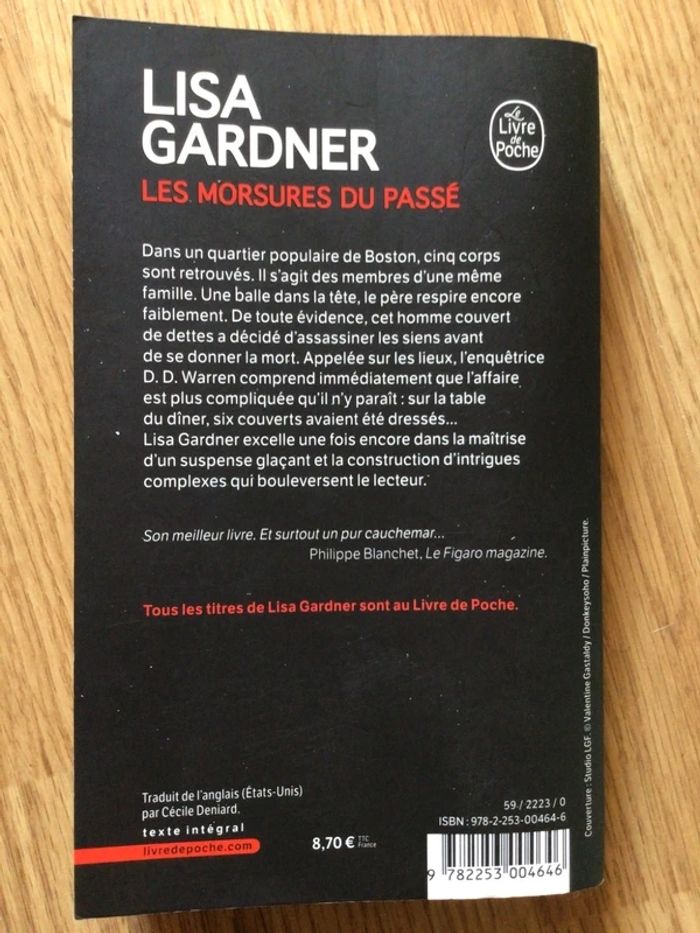 LISA
GARDNER
Le
Livre
de
Poche
LES MORSURES DU PASSÉ
Dans un quartier populaire de Boston, cinq corps
sont retrouvés. Il s'agit des membres d'une même
famille. Une balle dans la tête, le père respire encore
faiblement. De toute évidence, cet homme couvert
de dettes a décidé d'assassiner les siens avant
de se donner la mort. Appelée sur les lieux, l'enquêtrice
D. D. Warren comprend immédiatement que l'affaire
est plus compliquée qu'il n'y paraît : sur la table
du dîner, six couverts avaient été dressés...
Lisa Gardner excelle une fois encore dans la maîtrise
d'un suspense glaçant et la construction d'intrigues
complexes qui bouleversent le lecteur.
Son meilleur livre. Et surtout un pur cauchemar...
Philippe Blanchet, Le Figaro magazine.
Tous les titres de Lisa Gardner sont au Livre de Poche.
Couverture : Studio LGF. © Valentine Gastaldy / Donkeysoho / Plainpicture.
Traduit de l'anglais (États-Unis)
par Cécile Deniard.
texte intégral
livredepoche.com
8,70 € TTC
France
59 / 2223 / 0
ISBN : 978-2-253-00464-6
9 782253 004646